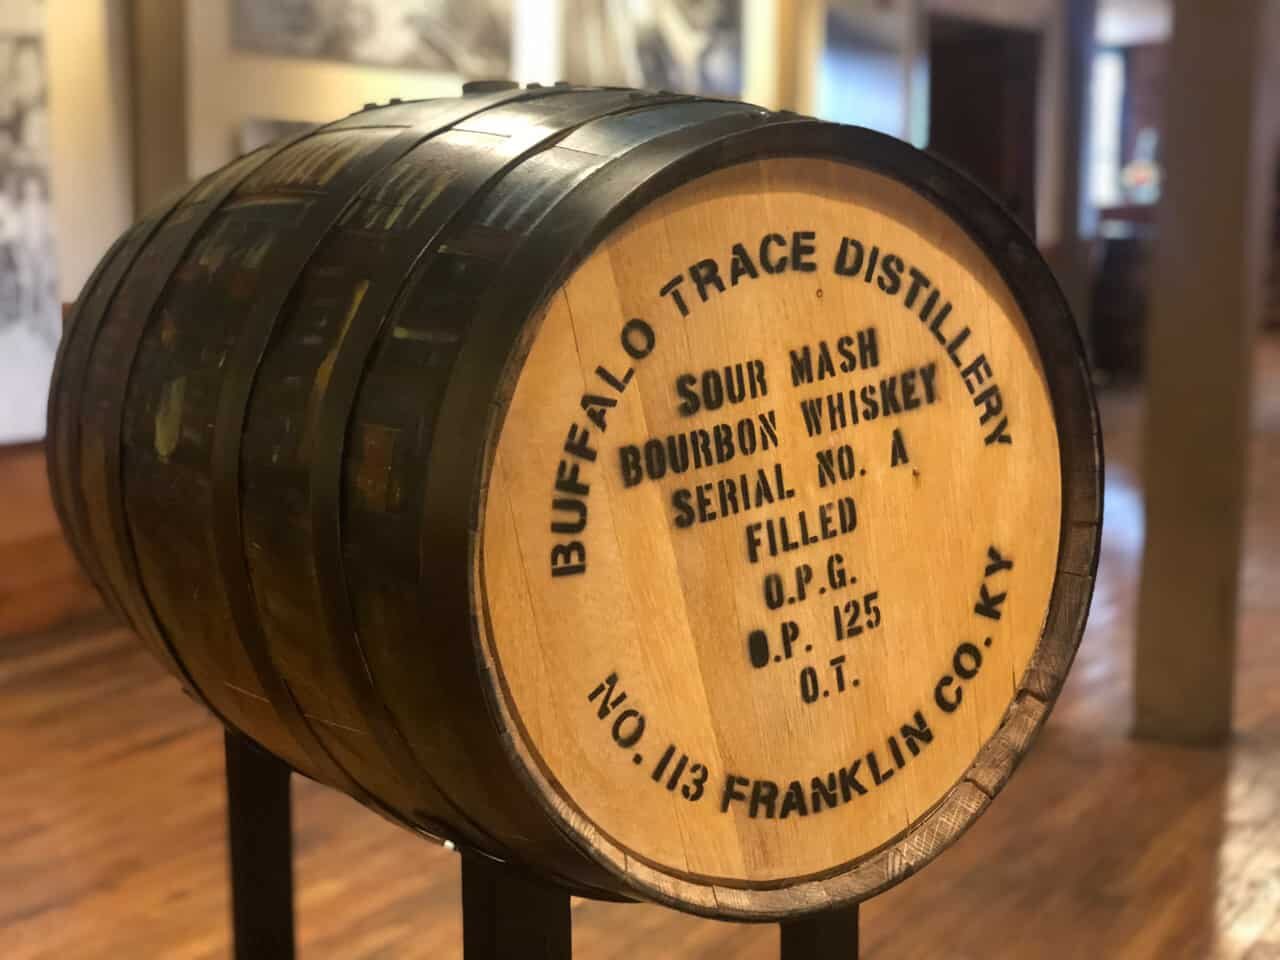 BUFFALO TRACE DISTILLERY
SOUR MASH
BOURBON WHISKEY
SERIAL NO. A
FILLED
O.P.G.
O.P. 125
O.T.
NO. 113 FRANKLIN CO. KY